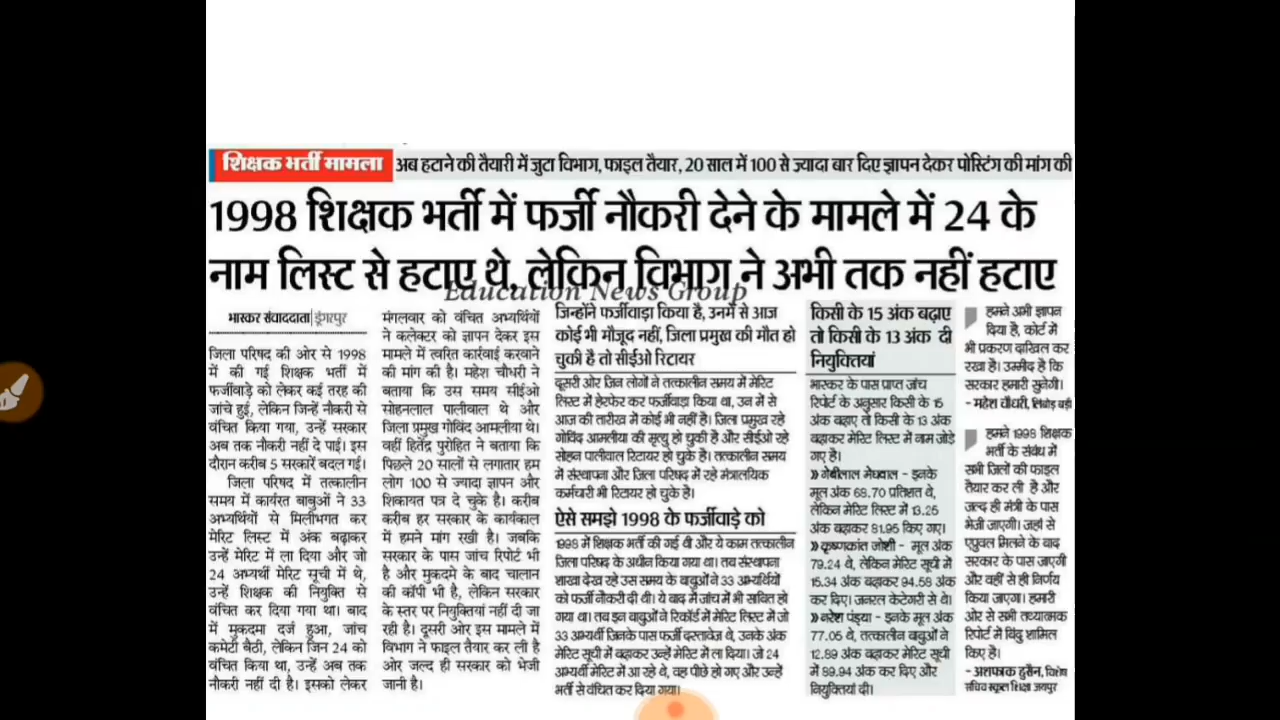 शिक्षक भर्ती मामला
अब हटाने की तैयारी में जुटा विभाग, फाइल तैयार, 20 साल में 100 से ज्यादा बार दिए ज्ञापन देकर पोस्टिंग की मांग की
1998 शिक्षक भर्ती में फर्जी नौकरी देने के मामले में 24 के
नाम लिस्ट से हटाए थे, लेकिन विभाग ने अभी तक नहीं हटाए
Education News Group
भास्कर संवाददाता| डूंगरपुर
जिला परिषद की ओर से 1998
में की गई शिक्षक भर्ती में
फर्जीवाड़े को लेकर कई तरह की
जांचे हुई, लेकिन जिन्हें नौकरी से
वंचित किया गया, उन्हें सरकार
अब तक नौकरी नहीं दे पाई। इस
दौरान करीब 5 सरकारें बदल गई।
जिला परिषद में तत्कालीन
समय में कार्यरत बाबुओं ने 33
अभ्यर्थियों से मिलीभगत कर
मेरिट लिस्ट में अंक बढ़ाकर
उन्हें मेरिट में ला दिया और जो
24 अभ्यर्थी मेरिट सूची में थे,
उन्हें शिक्षक की नियुक्ति से
वंचित कर दिया गया था। बाद
में मुकदमा दर्ज हुआ, जांच
कमेटी बैठी, लेकिन जिन 24 को
वंचित किया था, उन्हें अब तक
नौकरी नहीं दी है। इसको लेकर
मंगलवार को वंचित अभ्यर्थियों
ने कलेक्टर को ज्ञापन देकर इस
मामले में त्वरित कार्रवाई करवाने
की मांग की है। महेश चौधरी ने
बताया कि उस समय सीईओ
सोहनलाल पालीवाल थे और
जिला प्रमुख गोविंद आमलीया थे।
वहीं हितेंद्र पुरोहित ने बताया कि
पिछले 20 सालों से लगातार हम
लोग 100 से ज्यादा ज्ञापन और
शिकायत पत्र दे चुके है। करीब
करीब हर सरकार के कार्यकाल
में हमने मांग रखी है। जबकि
सरकार के पास जांच रिपोर्ट भी
है और मुकदमे के बाद चालान
की कॉपी भी है, लेकिन सरकार
के स्तर पर नियुक्तियां नहीं दी जा
रही है। दूसरी ओर इस मामले में
विभाग ने फाइल तैयार कर ली है
ओर जल्द ही सरकार को भेजी
जानी है।
जिन्होंने फर्जीवाड़ा किया है, उनमें से आज
कोई भी मौजूद नहीं, जिला प्रमुख की मौत हो
चुकी है तो सीईओ रिटायर
दूसरी ओर जिन लोगों ने तत्कालीन समय में मेरिट
लिस्ट में हेरफेर कर फर्जीवाड़ा किया था, उन में से
आज की तारीख में कोई भी नहीं है। जिला प्रमुख रहे
गोविंद आमलीया की मृत्यु हो चुकी है और सीईओ रहे
सोहन पालीवाल रिटायर हो चुके है। तत्कालीन समय
में संस्थापना और जिला परिषद में रहे मंत्रालयिक
कर्मचारी भी रिटायर हो चुके है।
ऐसे समझे 1998 के फर्जीवाड़े को
1998 में शिक्षक भर्ती की गई थी और ये काम तत्कालीन
जिला परिषद के अधीन किया गया था। तब संस्थापना
शाखा देख रहे उस समय के बाबुओं ने 33 अभ्यर्थियों
को फर्जी नौकरी दी थी। ये बाद में जांच में भी साबित हो
गया था। तब इन बाबुओं ने रिकॉर्ड में मेरिट लिस्ट में जो
33 अभ्यर्थी जिनके पास फर्जी दस्तावेज थे, उनके अंक
मेरिट सूची में बढ़ाकर उन्हें मेरिट में ला दिया। जो 24
अभ्यर्थी मेरिट में आ रहे थे, वह पीछे हो गए और उन्हें
भर्ती से वंचित कर दिया गया।
किसी के 15 अंक बढ़ाए
तो किसी के 13 अंक दी
नियुक्तियां
भास्कर के पास प्राप्त जांच
रिपोर्ट के अनुसार किसी के 15
अंक बढ़ाए तो किसी के 13 अंक
बढ़ाकर मेरिट लिस्ट में नाम जोड़े
गए है।
» गेबीलाल मेघवाल - इनके
मूल अंक 68.70 प्रतिशत थे,
लेकिन मेरिट लिस्ट में 13.25
अंक बढ़ाकर 81.95 किए गए।
» कृष्णकांत जोशी - मूल अंक
79.24 थे, लेकिन मेरिट सूची में
15.34 अंक बढ़ाकर 94.58 अंक
कर दिए। जनरल केटेगरी से थे।
» नरेश पंड्या - इनके मूल अंक
77.05 थे, तत्कालीन बाबुओं ने
12.89 अंक बढ़ाकर मेरिट सूची
में 89.94 अंक कर दिए और
नियुक्तियां दी।
हमने अभी ज्ञापन
दिया है, कोर्ट में
भी प्रकरण दाखिल कर
रखा है। उम्मीद है कि
सरकार हमारी सुनेगी।
- महेश चौधरी,
हमने 1998 शिक्षक
भर्ती के संबंध में
सभी जिलों की फाइल
तैयार कर ली है और
जल्द ही मंत्री के पास
भेजी जाएगी। जहां से
एप्रुवल मिलने के बाद
सरकार के पास जाएगी
और वहीं से ही निर्णय
किया जाएगा। हमारी
ओर से सभी तथ्यात्मक
रिपोर्ट में बिंदु शामिल
किए है।
- अशफाक हुसैन, विशेष
सचिव स्कूल शिक्षा जयपुर